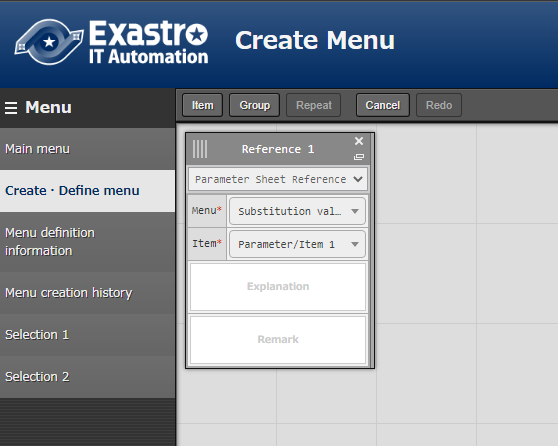 Exastro
IT Automation
Create Menu
Menu
Item
Group
Repeat
Cancel
Redo
Main menu
Create · Define menu
Menu definition
information
Menu creation history
Selection 1
Selection 2
Reference 1
Parameter Sheet Reference
Menu*
Substitution val…
Item*
Parameter/Item 1
Explanation
Remark